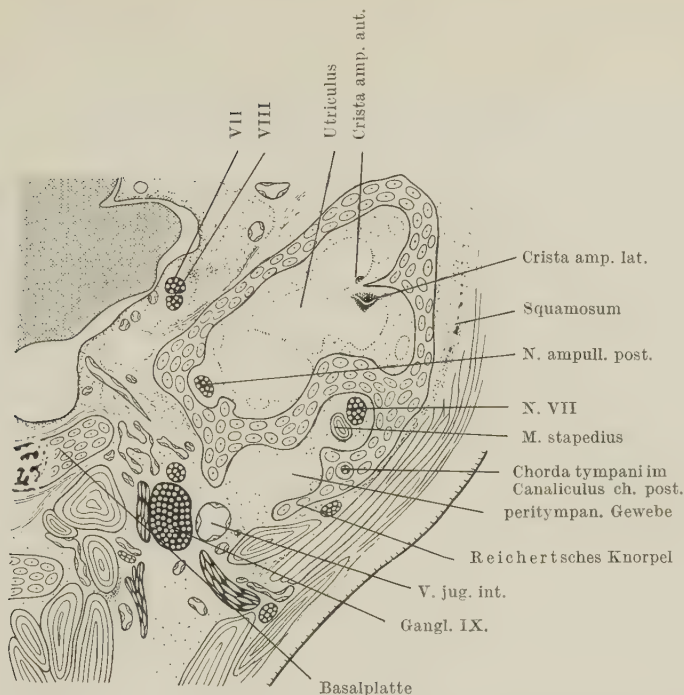 VII
VIII
Utriculus
Crista amp. ant.
Crista amp. lat.
Squamosum
N. ampull. post.
N. VII
M. stapedius
Chorda tympani im
Canaliculus ch. post.
peritympan. Gewebe
Reichertsches Knorpel
V. jug. int.
Gangl. IX.
Basalplatte